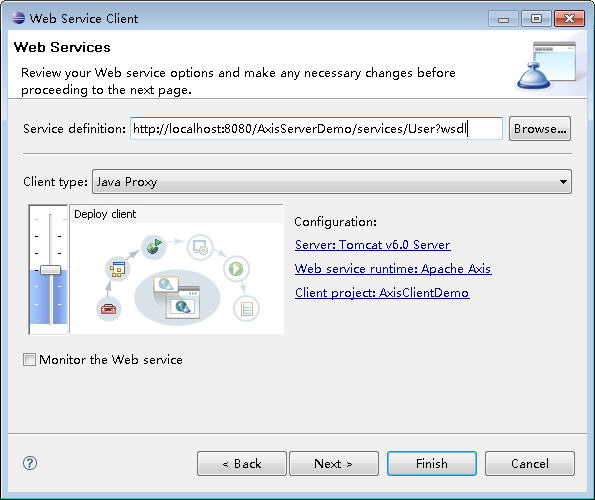 Web Service Client
Web Services
Review your Web service options and make any necessary changes before
proceeding to the next page.
Service definition: http://localhost:8080/AxisServerDemo/services/User?wsdl Browse...
Client type: Java Proxy
Deploy client
Configuration:
Server: Tomcat v6.0 Server
Web service runtime: Apache Axis
Client project: AxisClientDemo
Monitor the Web service
? < Back Next > Finish Cancel